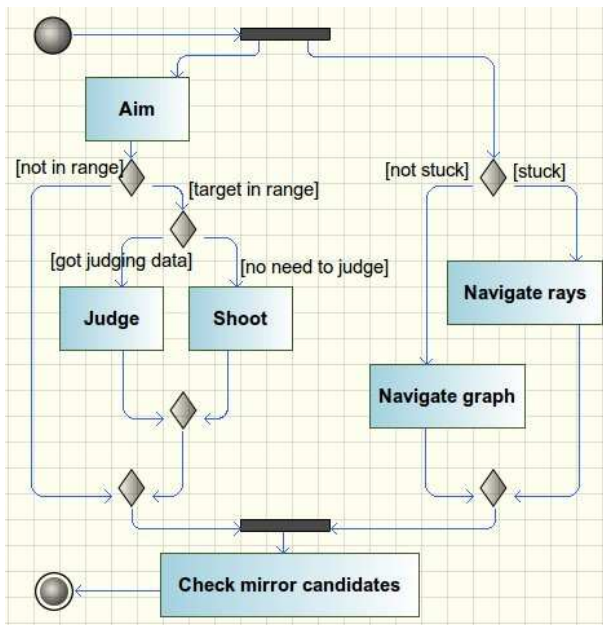 Aim
[not in range]
[target in range]
[not stuck]
[stuck]
[got judging data]
[no need to judge]
Judge
Shoot
Navigate rays
Navigate graph
Check mirror candidates